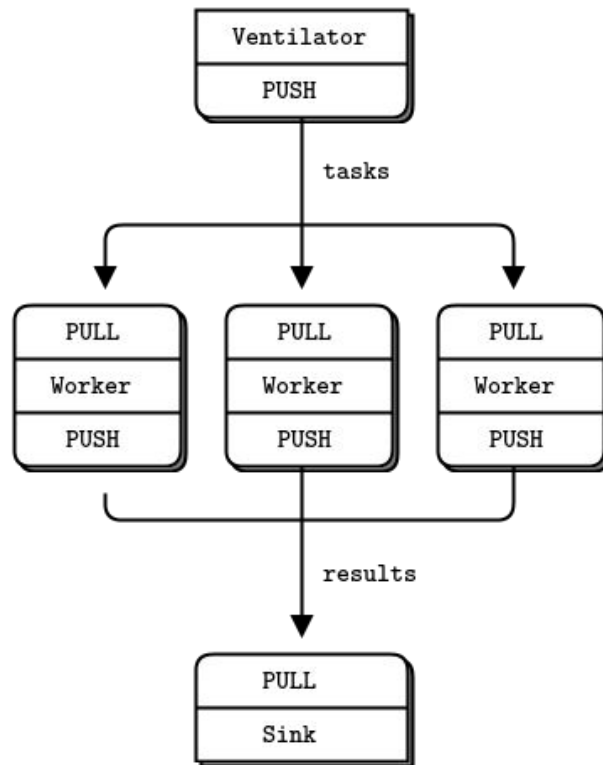 Ventilator
PUSH
tasks
PULL PULL PULL
Worker Worker Worker
PUSH PUSH PUSH
results
PULL
Sink